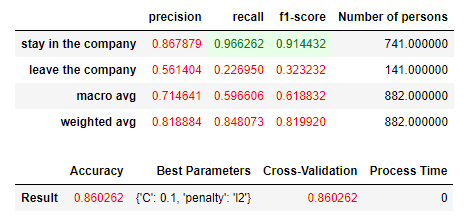 precision recall f1-score Number of persons
stay in the company 0.867879 0.966262 0.914432 741.000000
leave the company 0.561404 0.226950 0.323232 141.000000
macro avg 0.714641 0.596606 0.618832 882.000000
weighted avg 0.818884 0.848073 0.819920 882.000000
Accuracy Best Parameters Cross-Validation Process Time
Result 0.860262 {'C': 0.1, 'penalty': 'l2'} 0.860262 0